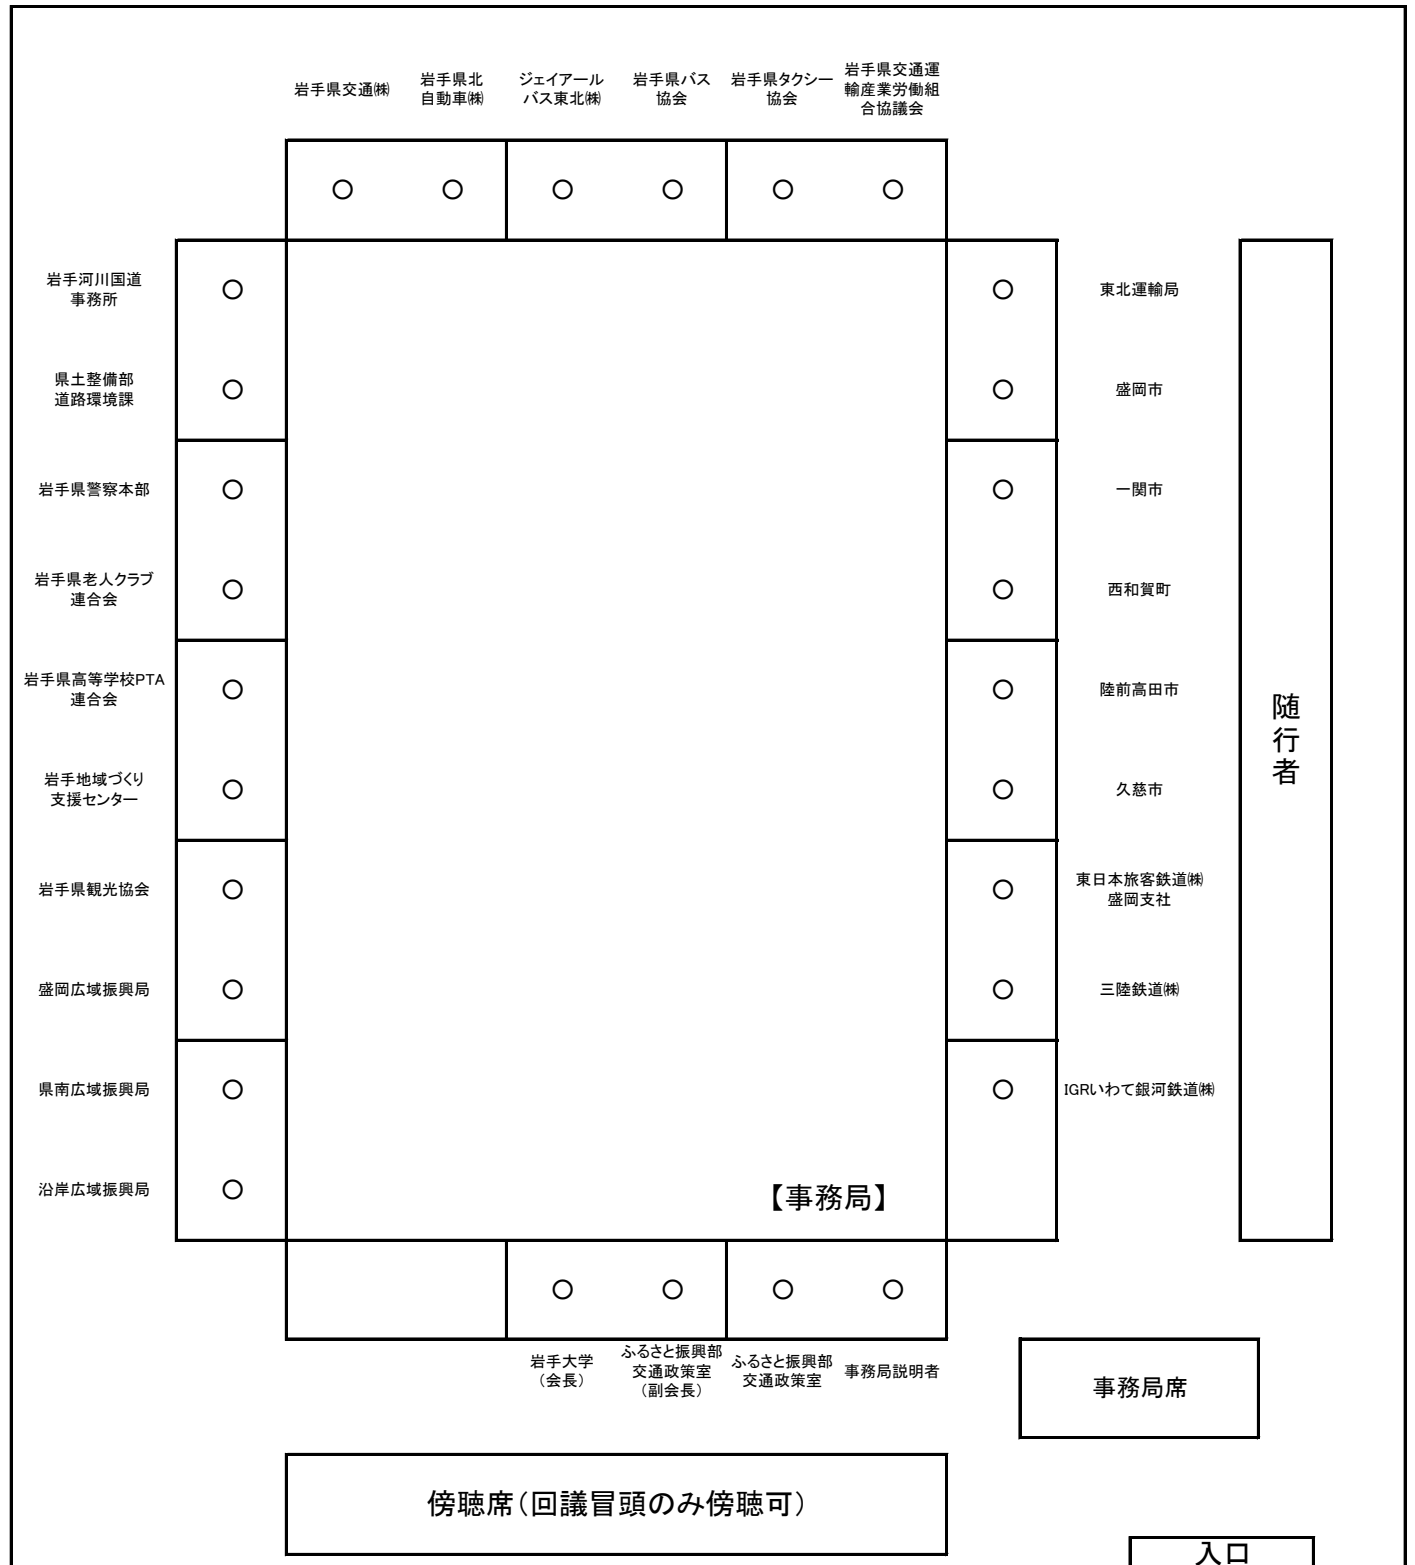 岩手県交通㈱
岩手県北
自動車㈱
ジェイアール
バス東北㈱
岩手県バス
協会
岩手県タクシー
協会
岩手県交通運
輸産業労働組
合協議会
岩手河川国道
事務所
県土整備部
道路環境課
岩手県警察本部
岩手県老人クラブ
連合会
岩手県高等学校PTA
連合会
岩手地域づくり
支援センター
岩手県観光協会
盛岡広域振興局
県南広域振興局
沿岸広域振興局
東北運輸局
盛岡市
一関市
西和賀町
陸前高田市
久慈市
東日本旅客鉄道㈱
盛岡支社
三陸鉄道㈱
IGRいわて銀河鉄道㈱
随行者
【事務局】
岩手大学
（会長）
ふるさと振興部
交通政策室
（副会長）
ふるさと振興部
交通政策室
事務局説明者
事務局席
傍聴席（回議冒頭のみ傍聴可）
入口